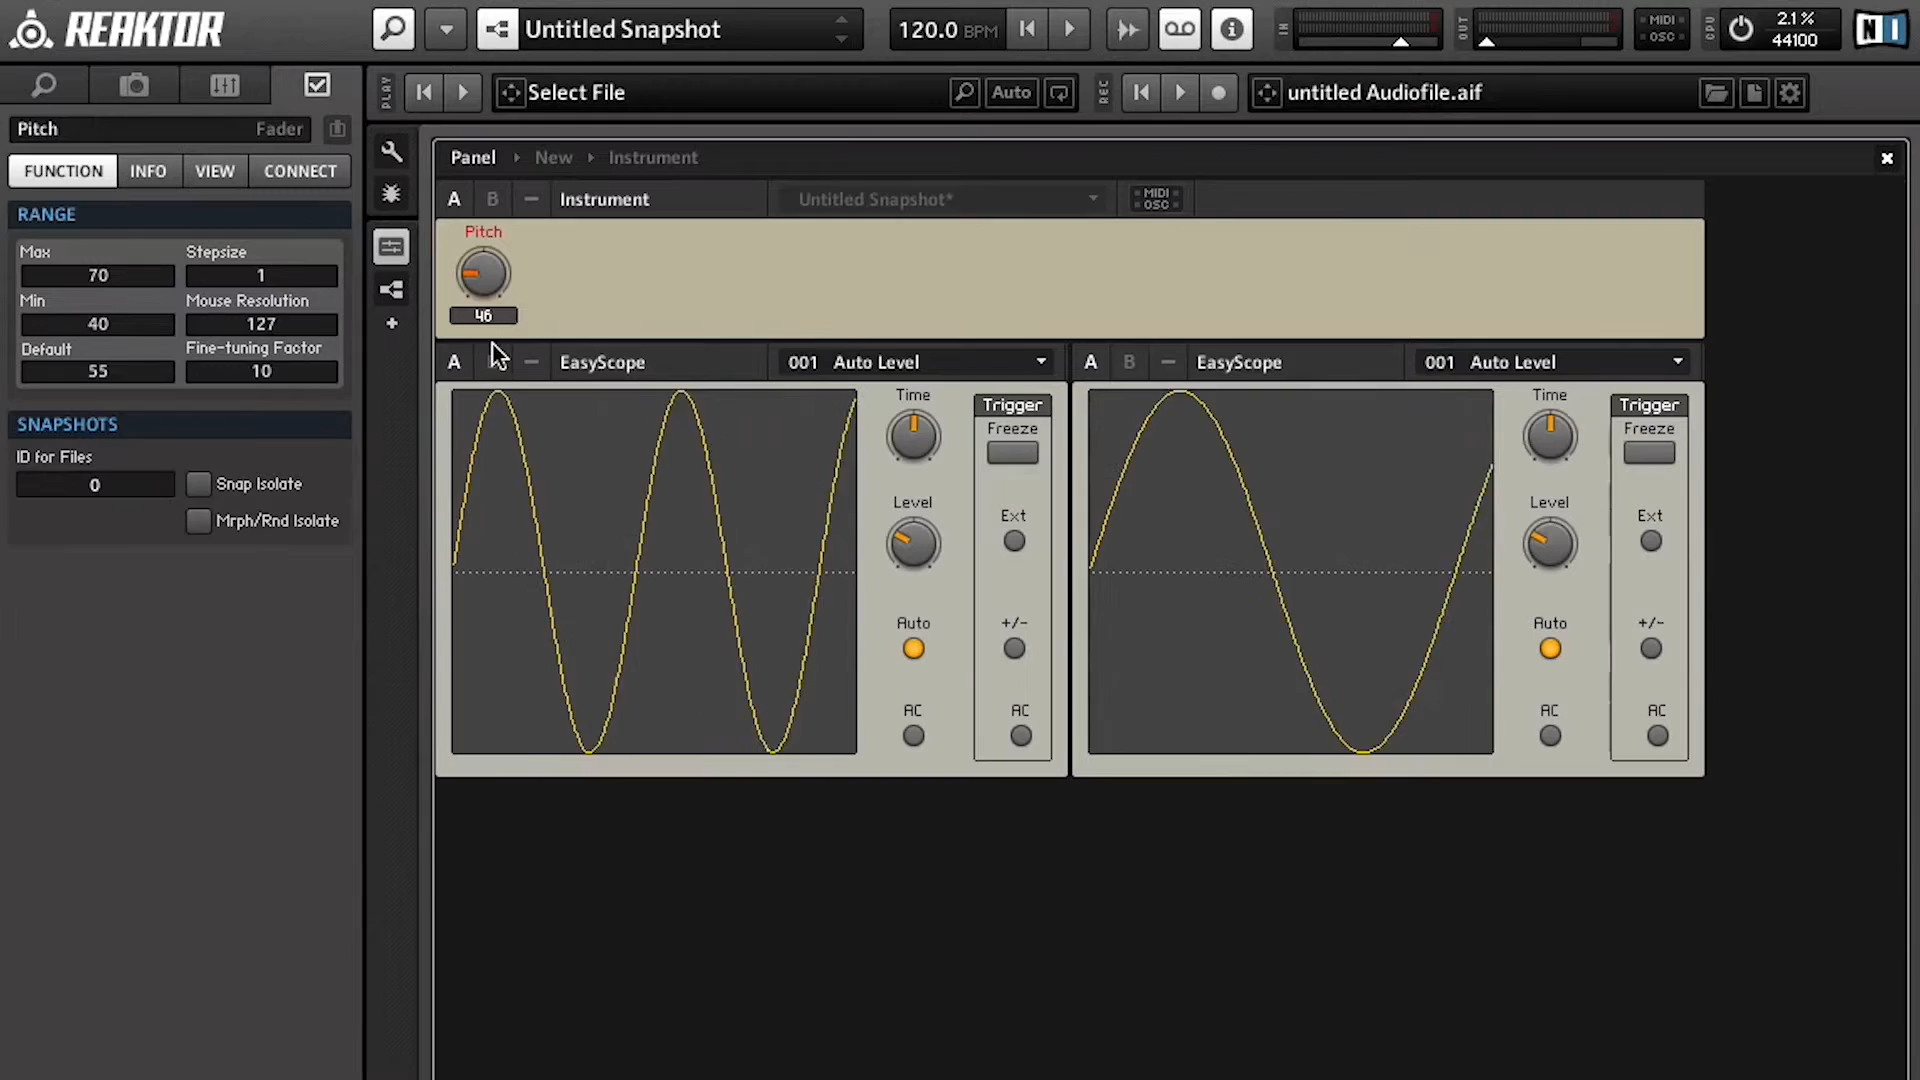 REAKTOR
Untitled Snapshot
120.0 BPM
IN
OUT
MIDI
OSC
CPU
2.1 %
44100
NI
PLAY
Select File
Auto
REC
untitled Audiofile.aif
Pitch
Fader
FUNCTION
INFO
VIEW
CONNECT
RANGE
Max
Stepsize
70
1
Min
Mouse Resolution
40
127
Default
Fine-tuning Factor
55
10
SNAPSHOTS
ID for Files
0
Snap Isolate
Mrph/Rnd Isolate
Panel
New
Instrument
A
B
Instrument
Untitled Snapshot*
MIDI
OSC
Pitch
46
A
EasyScope
001 Auto Level
Time
Trigger
Freeze
Level
Ext
Auto
+/-
AC
AC
A
B
EasyScope
001 Auto Level
Time
Trigger
Freeze
Level
Ext
Auto
+/-
AC
AC